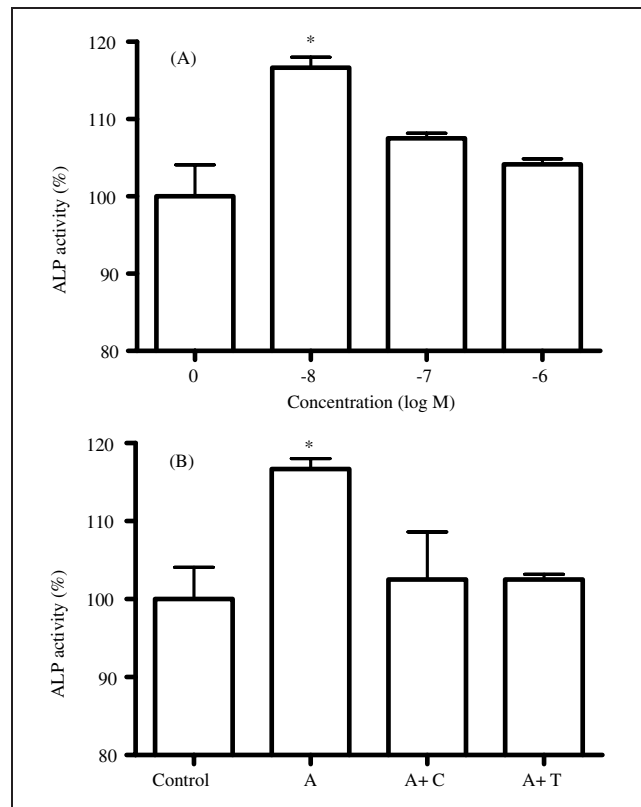 (A)
*
120
110
100
90
80
ALP activity (%)
0 -8 -7 -6
Concentration (log M)
(B)
*
120
110
100
90
80
ALP activity (%)
Control A A+ C A+ T